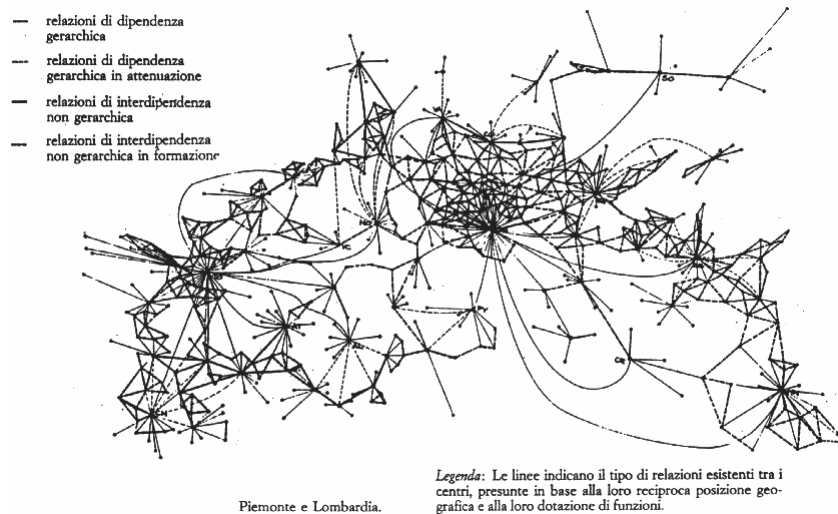 relazioni di dipendenza
gerarchica
relazioni di dipendenza
gerarchica in attenuazione
relazioni di interdipendenza
non gerarchica
relazioni di interdipendenza
non gerarchica in formazione
SO
CR
Piemonte e Lombardia.
Legenda: Le linee indicano il tipo di relazioni esistenti tra i
centri, presunte in base alla loro reciproca posizione geo-
grafica e alla loro dotazione di funzioni.